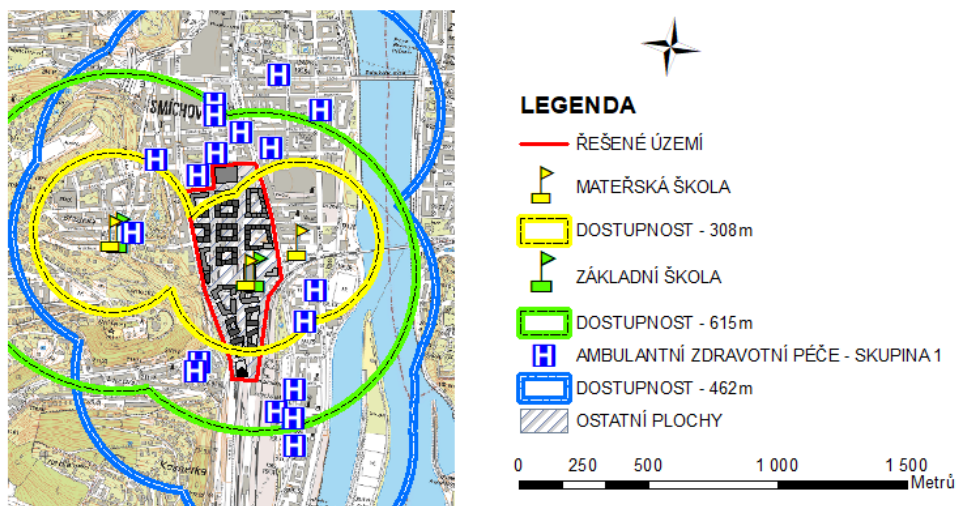 SMÍCHOV
LEGENDA
ŘEŠENÉ ÚZEMÍ
MATEŘSKÁ ŠKOLA
DOSTUPNOST - 308m
ZÁKLADNÍ ŠKOLA
DOSTUPNOST - 615m
H AMBULANTNÍ ZDRAVOTNÍ PÉČE - SKUPINA 1
DOSTUPNOST - 462m
OSTATNÍ PLOCHY
0 250 500 1 000 1 500
Metrů